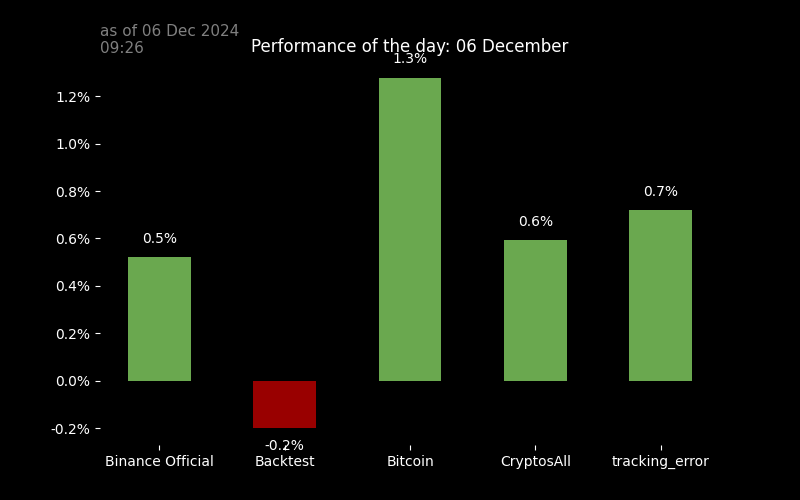 as of 06 Dec 2024
09:26
Performance of the day: 06 December
1.3%
1.2%
1.0%
0.8%
0.7%
0.6%
0.6%
0.5%
0.4%
0.2%
0.0%
-0.2%
-0.2%
Binance Official
Backtest
Bitcoin
CryptosAll
tracking_error